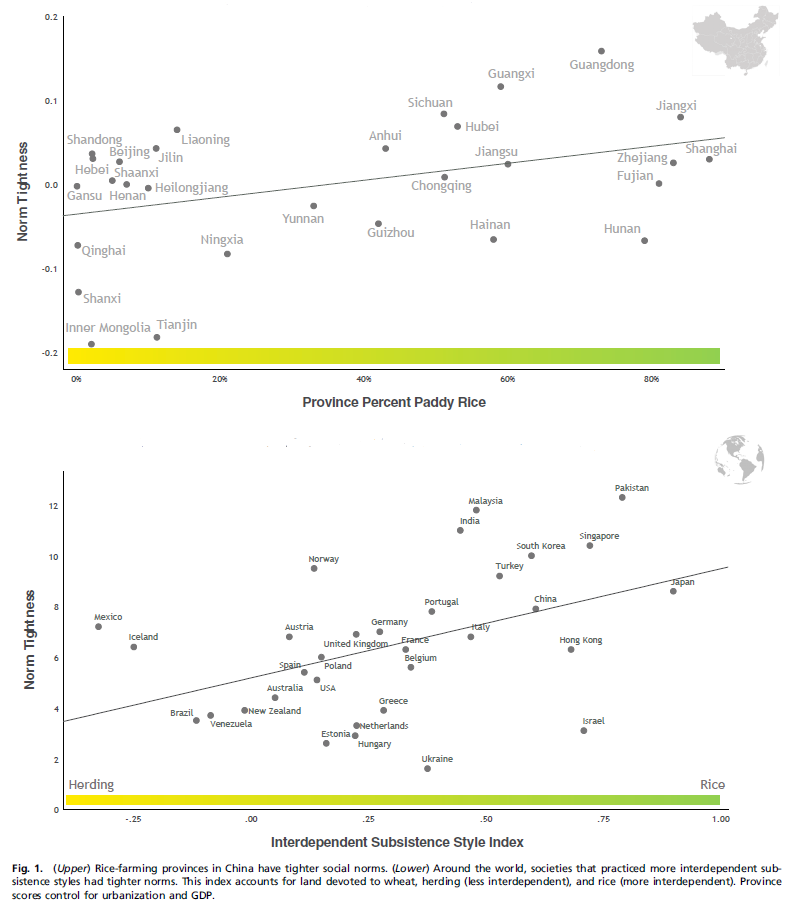 0.2
Guangdong
Guangxi
0.1
Sichuan
Jiangxi
Hubei
Liaoning
Shandong
Beijing
Anhui
Jiangsu
Shanghai
Jilin
Zhejiang
Hebei
Shaanxi
Fujian
0.0
Gansu
Henan
Heilongjiang
Chongqing
Yunnan
Guizhou
Hainan
Hunan
Ningxia
Qinghai
-0.1
Shanxi
Inner Mongolia
Tianjin
-0.2
Norm Tightness
0%
20%
40%
60%
80%
Province Percent Paddy Rice
Pakistan
12
Malaysia
India
Singapore
South Korea
10
Norway
Turkey
Japan
China
8
Portugal
Mexico
Germany
Austria
Iceland
Italy
United Kingdom
France
Hong Kong
6
Spain
Poland
Belgium
Australia
USA
4
Brazil
New Zealand
Greece
Venezuela
Netherlands
Israel
Estonia
Hungary
2
Ukraine
Herding
Rice
0
Norm Tightness
-.25
.00
.25
.50
.75
1.00
Interdependent Subsistence Style Index
Fig. 1. (Upper) Rice-farming provinces in China have tighter social norms. (Lower) Around the world, societies that practiced more interdependent sub-
sistence styles had tighter norms. This index accounts for land devoted to wheat, herding (less interdependent), and rice (more interdependent). Province
scores control for urbanization and GDP.